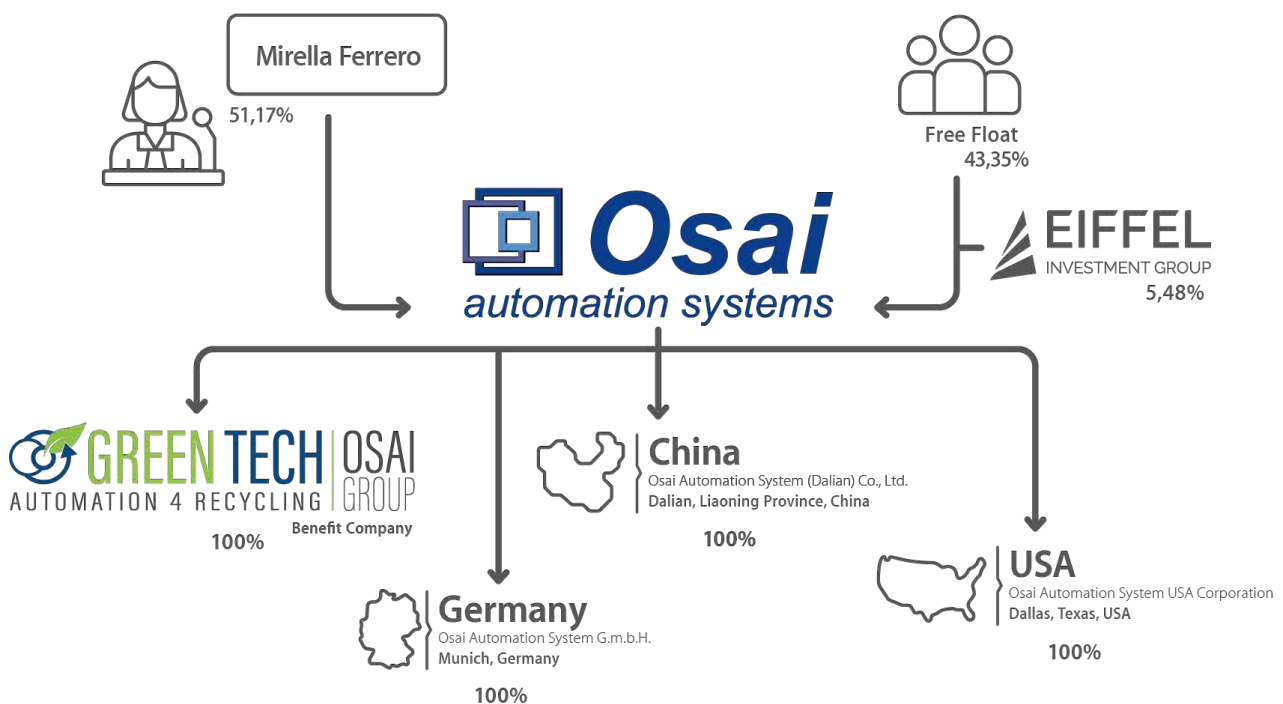 Mirella Ferrero
51,17%
Free Float
43,35%
Osai
automation systems
EIFFEL
INVESTMENT GROUP
5,48%
GREEN TECH
AUTOMATION 4 RECYCLING
OSAI
GROUP
Benefit Company
100%
China
Osai Automation System (Dalian) Co., Ltd.
Dalian, Liaoning Province, China
100%
Germany
Osai Automation System G.m.b.H.
Munich, Germany
100%
USA
Osai Automation System USA Corporation
Dallas, Texas, USA
100%